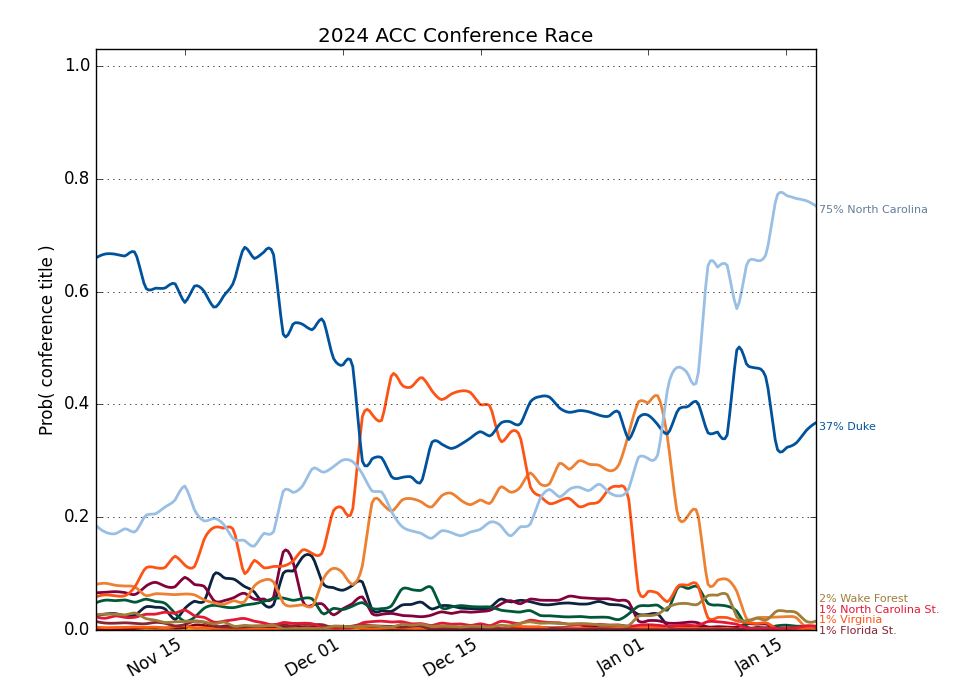 2024 ACC Conference Race
Prob( conference title )
1.0
0.8
0.6
0.4
0.2
0.0
Nov 15
Dec 01
Dec 15
Jan 01
Jan 15
75% North Carolina
37% Duke
2% Wake Forest
1% North Carolina St.
1% Virginia
1% Florida St.